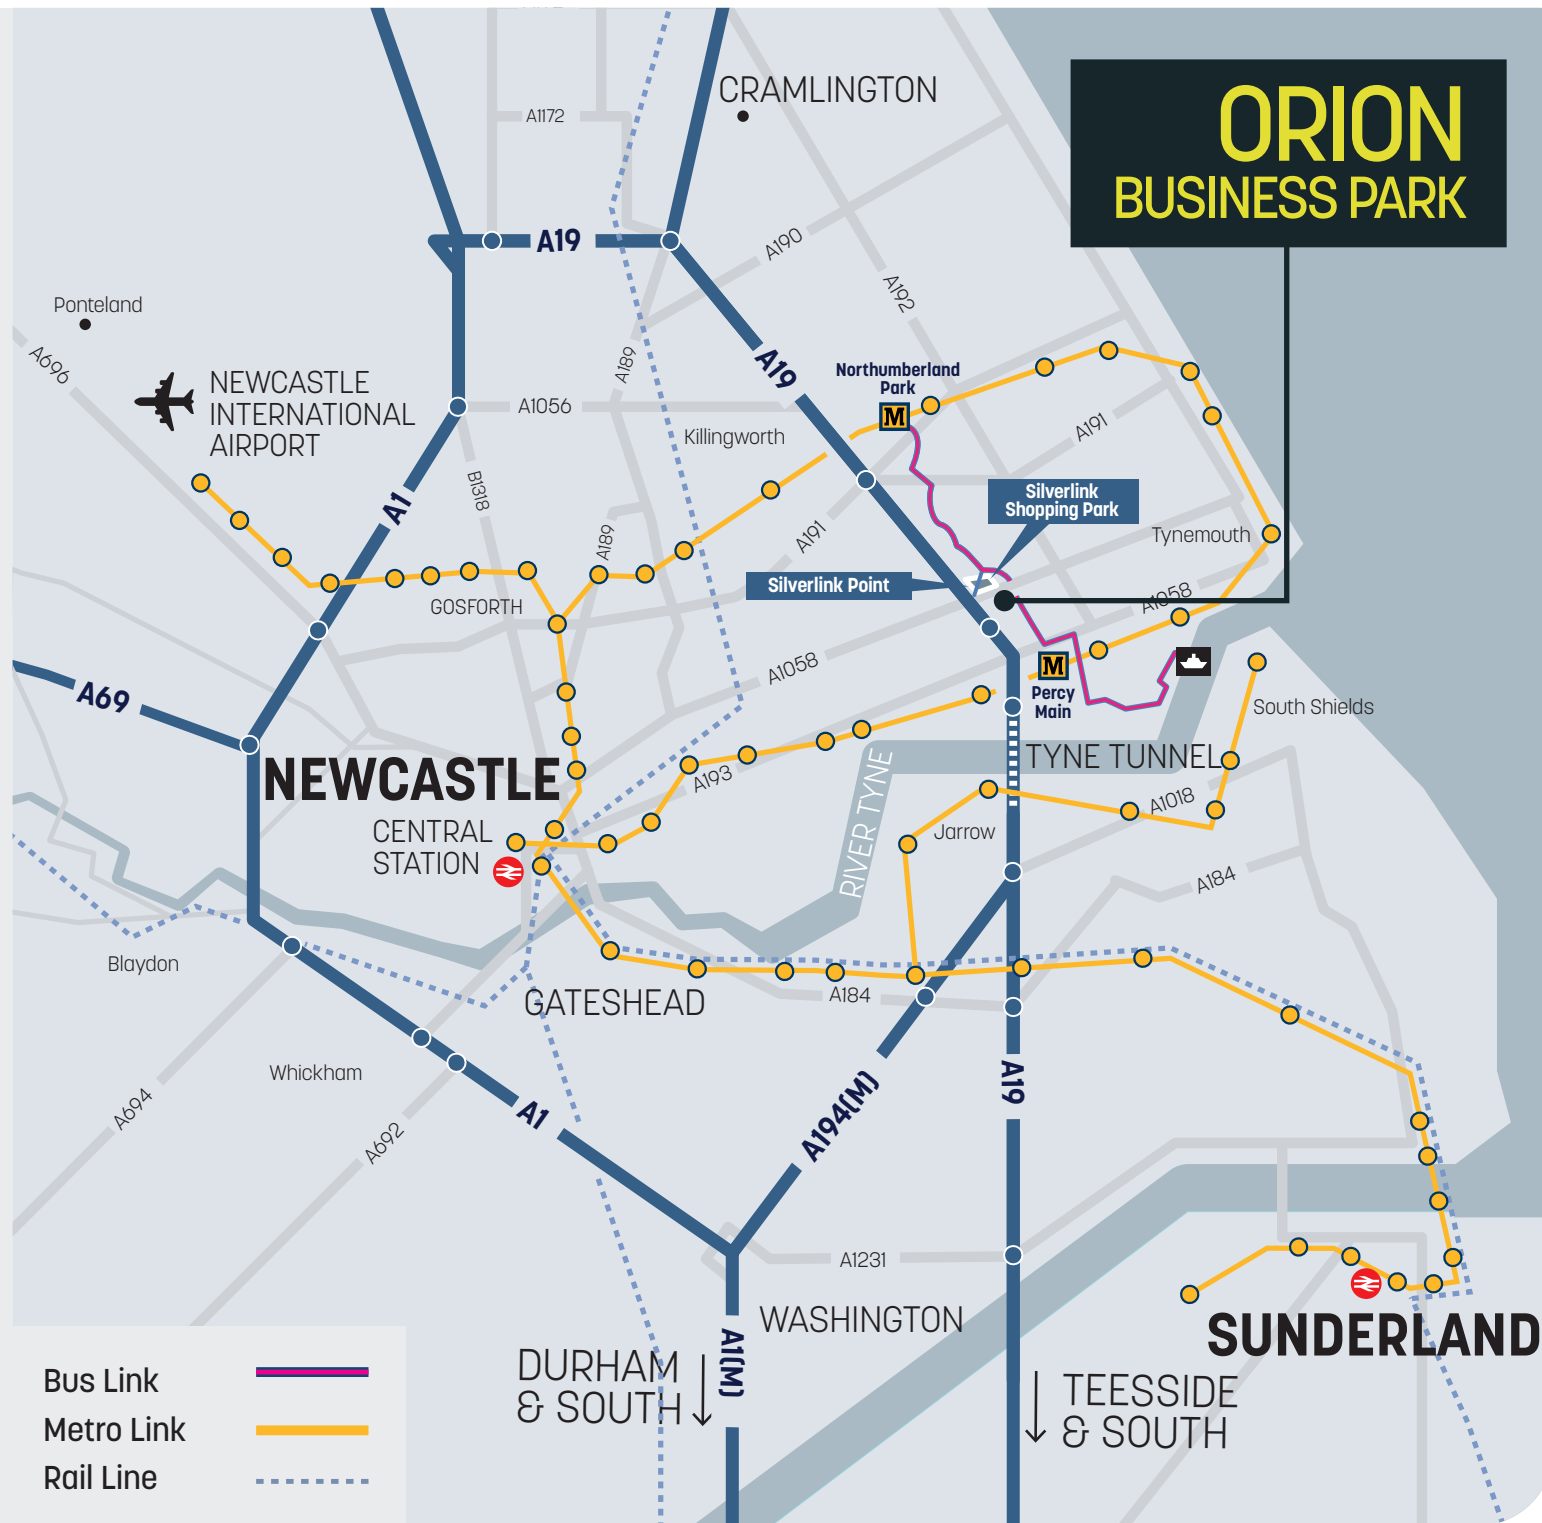 CRAMLINGTON
A1172
ORION
BUSINESS PARK
A19
A190
A192
Ponteland
A696
A189
A19
NEWCASTLE
INTERNATIONAL
AIRPORT
Northumberland
Park
M
A1056
Killingworth
A191
B1318
A1
A189
A191
Silverlink
Shopping Park
Tynemouth
Silverlink Point
GOSFORTH
A1058
A1058
M
Percy
Main
A69
South Shields
NEWCASTLE
TYNE TUNNEL
A193
RIVER TYNE
A1018
CENTRAL
STATION
Jarrow
A184
Blaydon
GATESHEAD
A184
Whickham
A19
A694
A692
A1
A194(M)
A1231
WASHINGTON
SUNDERLAND
A1(M)
DURHAM
& SOUTH
TEESSIDE
& SOUTH
Bus Link
Metro Link
Rail Line